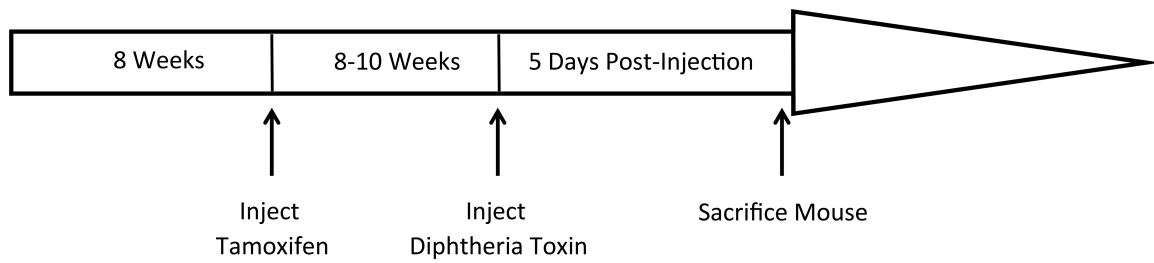 8 Weeks
8-10 Weeks
5 Days Post-Injection
Inject
Tamoxifen
Inject
Diphtheria Toxin
Sacrifice Mouse